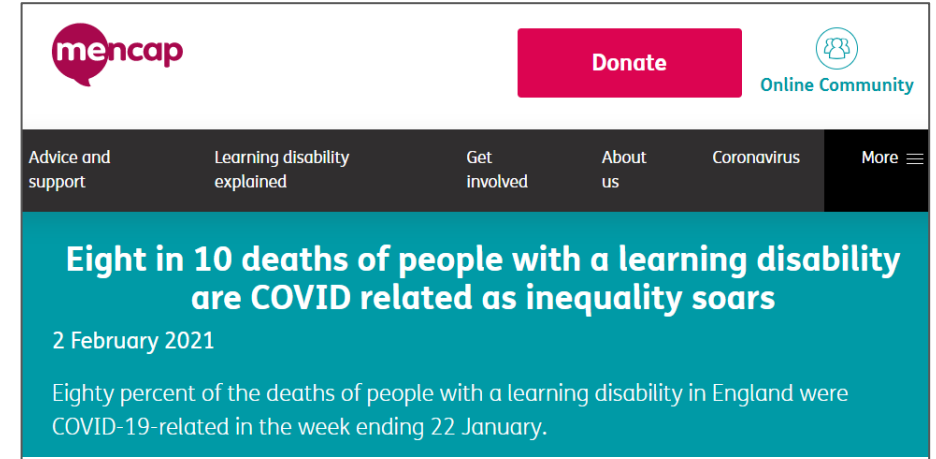 mencap
Donate
Online Community
Advice and
support
Learning disability
explained
Get
involved
About
us
Coronavirus
More
Eight in 10 deaths of people with a learning disability
are COVID related as inequality soars
2 February 2021
Eighty percent of the deaths of people with a learning disability in England were
COVID-19-related in the week ending 22 January.